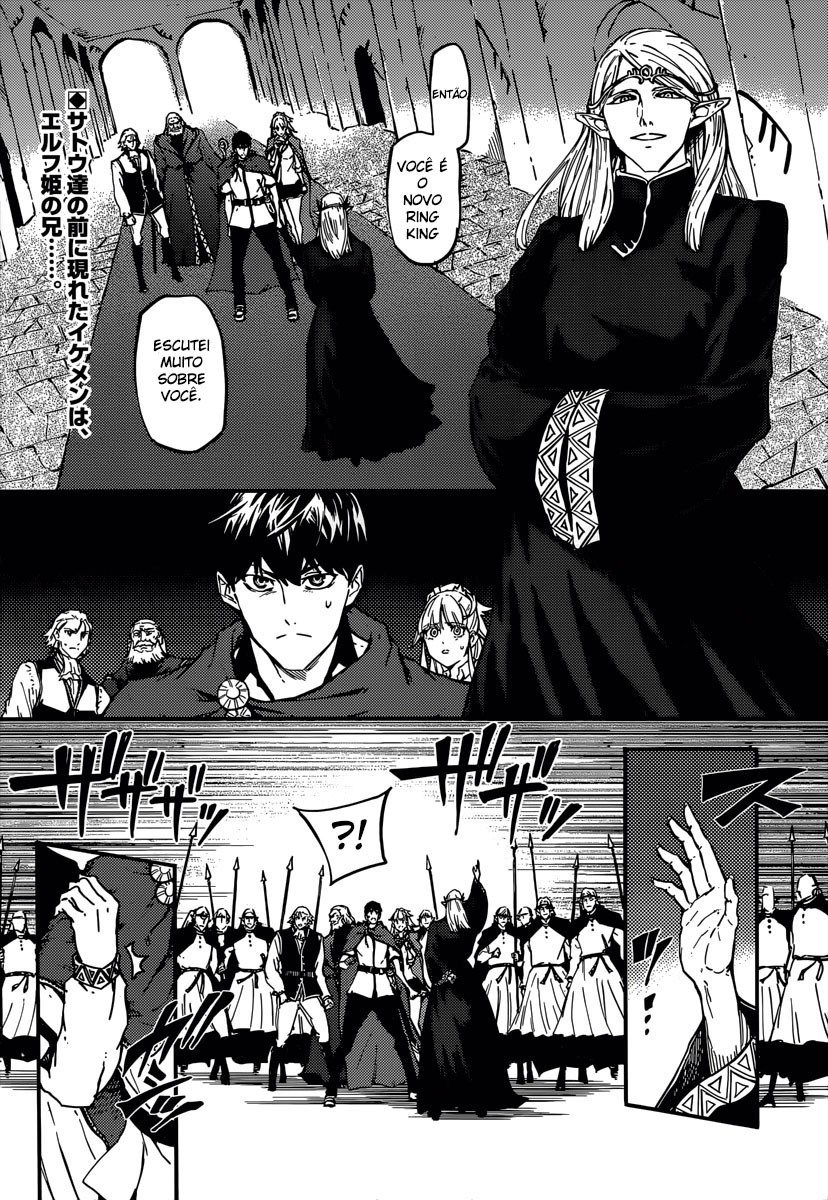 ENTÃO,
VOCÊ É
O
NOVO
RING
KING
◆サトウ達の前に現れたイケメンは、
エルフ姫の兄……。
ESCUTEI
MUITO
SOBRE
VOCÊ.
スッ
ザザザッ
?!
ザザザッ